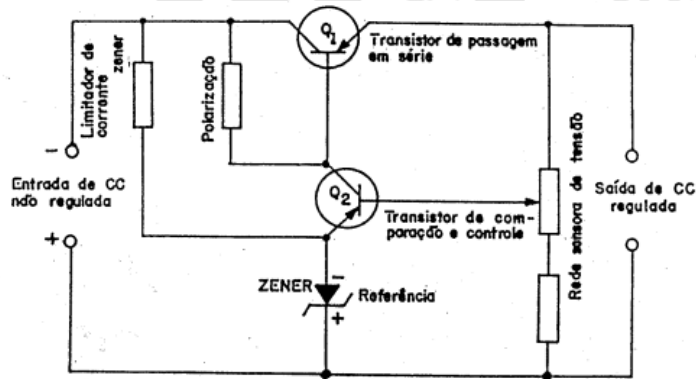 Q1
Transistor de passagem
em série
Limitador de
corrante
zener
Polarização
-
Entrada de CC
não regulada
+
Q2
Transistor de com-
paração e controle
Rede sensora de tensão
Saída de CC
regulada
ZENER
-
Referência
+